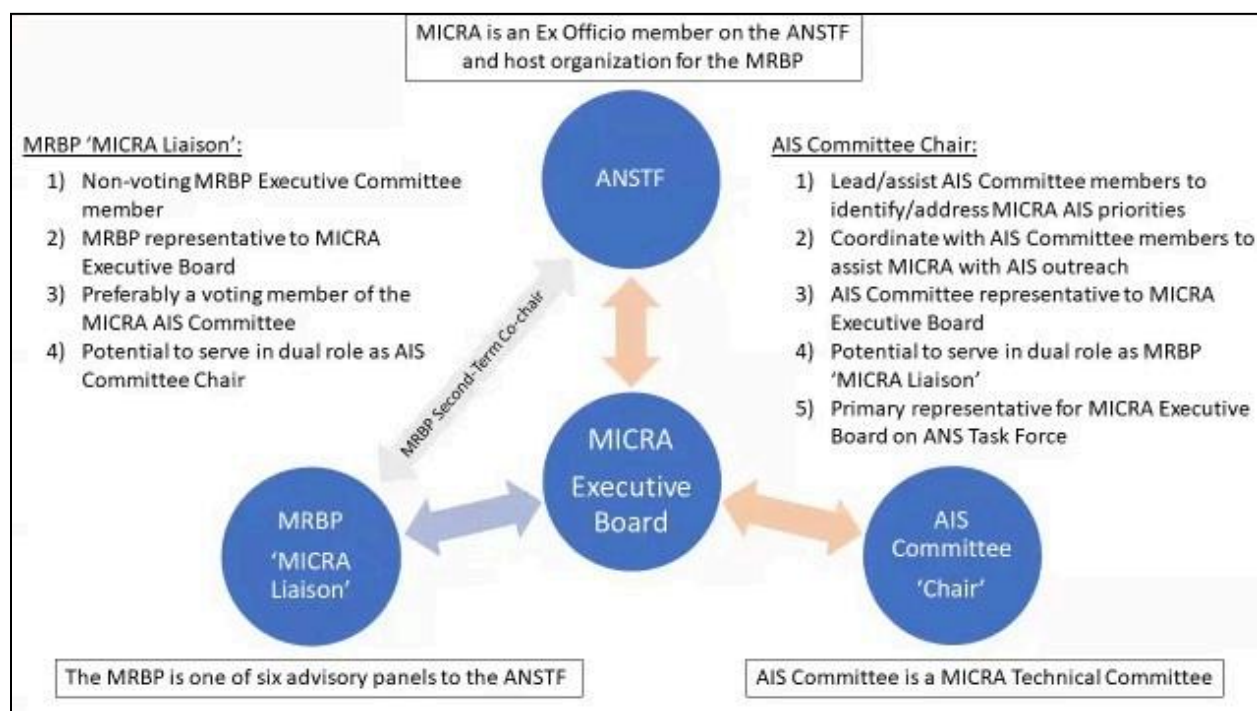 MICRA is an Ex Officio member on the ANSTF
and host organization for the MRBP
MRBP ‘MICRA Liaison’:
1) Non-voting MRBP Executive Committee
member
2) MRBP representative to MICRA
Executive Board
3) Preferably a voting member of the
MICRA AIS Committee
4) Potential to serve in dual role as AIS
Committee Chair
ANSTF
AIS Committee Chair:
1) Lead/assist AIS Committee members to
identify/address MICRA AIS priorities
2) Coordinate with AIS Committee members to
assist MICRA with AIS outreach
3) AIS Committee representative to MICRA
Executive Board
4) Potential to serve in dual role as MRBP
‘MICRA Liaison’
5) Primary representative for MICRA Executive
Board on ANS Task Force
MRBP Second-Term Co-chair
MICRA
Executive
Board
MRBP
‘MICRA
Liaison’
AIS
Committee
‘Chair’
The MRBP is one of six advisory panels to the ANSTF
AIS Committee is a MICRA Technical Committee